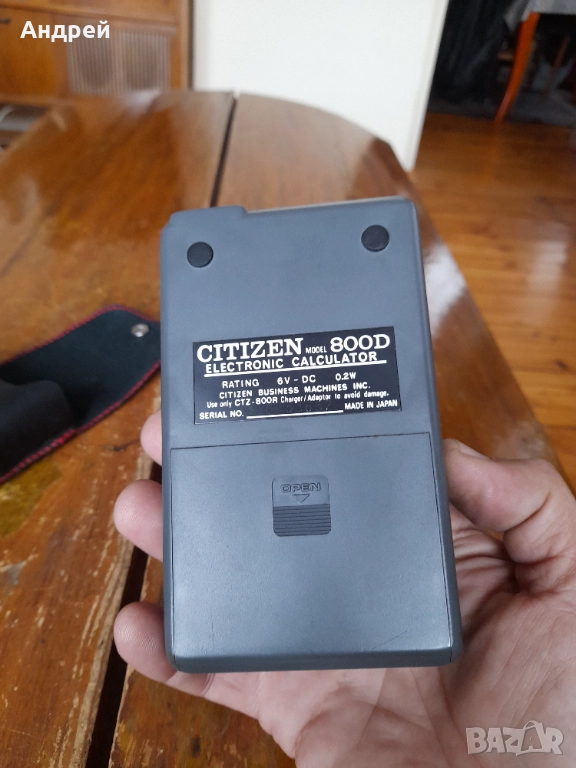 Андрей
CITIZEN MODEL 800D
ELECTRONIC CALCULATOR
RATING 6V - DC 0.2W
CITIZEN BUSINESS MACHINES INC.
Use only CTZ-800R Charger/Adaptor to avoid damage.
SERIAL NO. MADE IN JAPAN
OPEN
BAZAR